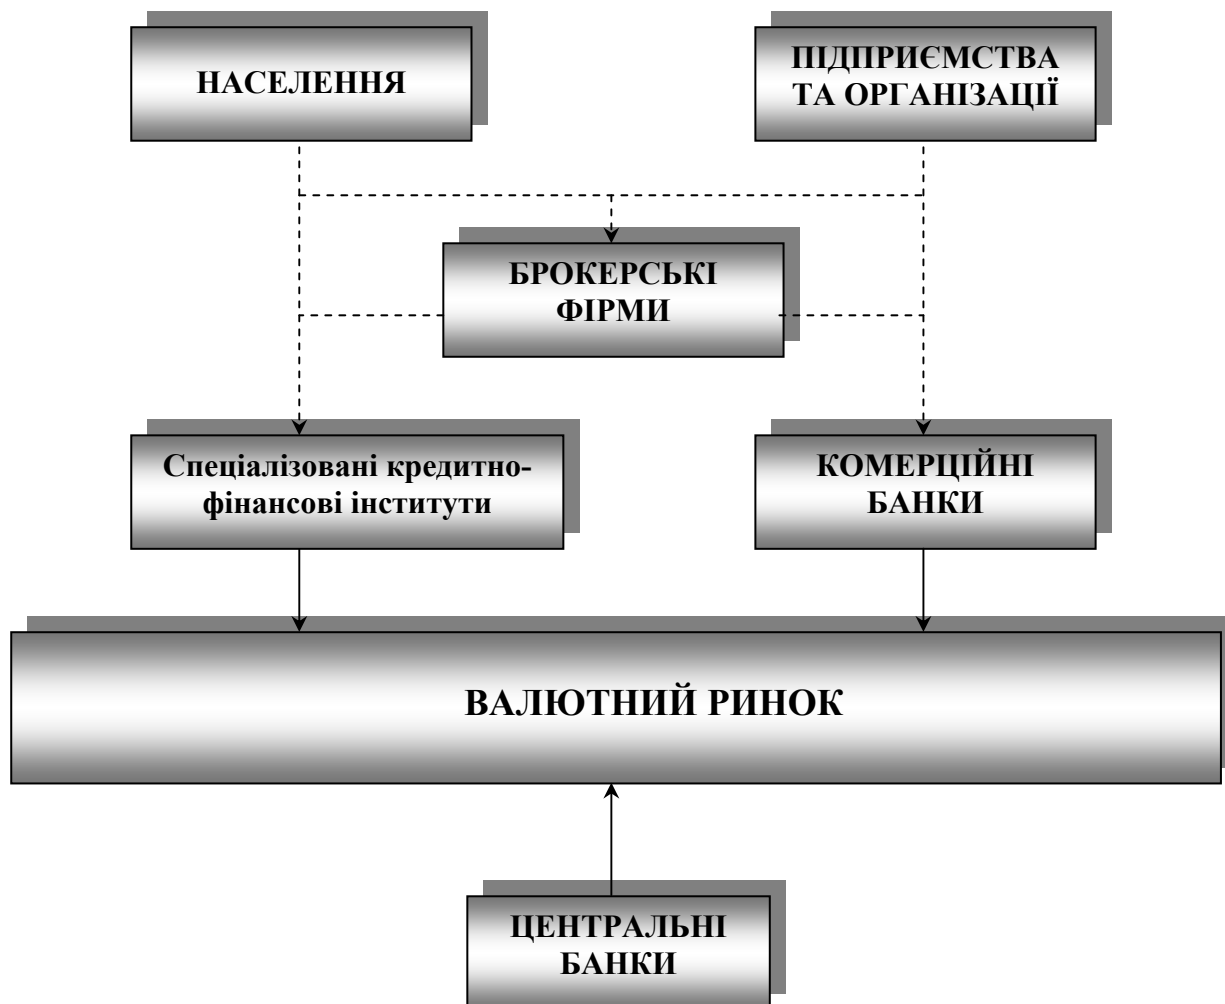 НАСЕЛЕННЯ
ПІДПРИЄМСТВА
ТА ОРГАНІЗАЦІЇ
БРОКЕРСЬКІ
ФІРМИ
Спеціалізовані кредитно-
фінансові інститути
КОМЕРЦІЙНІ
БАНКИ
ВАЛЮТНИЙ РИНОК
ЦЕНТРАЛЬНІ
БАНКИ